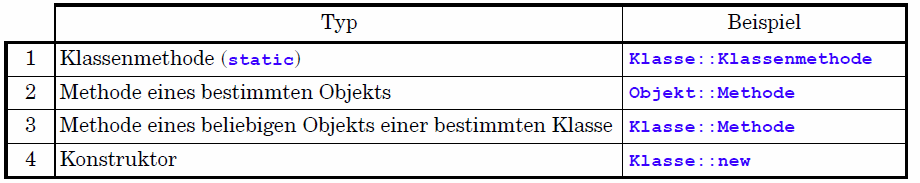 Typ Beispiel
1 Klassenmethode (static) Klasse::Klassenmethode
2 Methode eines bestimmten Objekts Objekt::Methode
3 Methode eines beliebigen Objekts einer bestimmten Klasse Klasse::Methode
4 Konstruktor Klasse::new